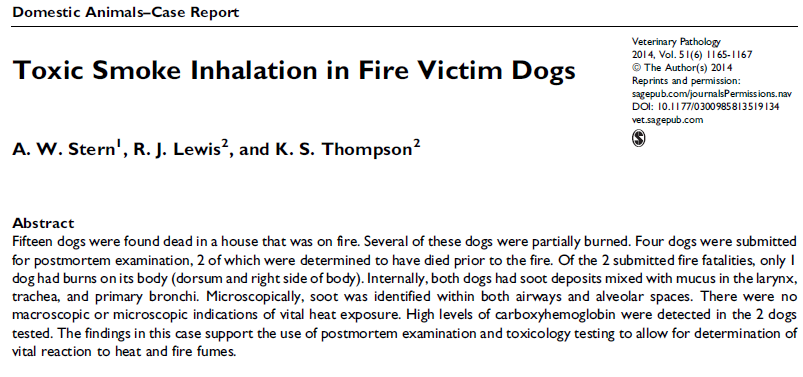 Domestic Animals–Case Report
Toxic Smoke Inhalation in Fire Victim Dogs
Veterinary Pathology
2014, Vol. 51(6) 1165-1167
© The Author(s) 2014
Reprints and permission:
sagepub.com/journalsPermissions.nav
DOI: 10.1177/0300985813519134
vet.sagepub.com
A. W. Stern1, R. J. Lewis2, and K. S. Thompson2
Abstract
Fifteen dogs were found dead in a house that was on fire. Several of these dogs were partially burned. Four dogs were submitted
for postmortem examination, 2 of which were determined to have died prior to the fire. Of the 2 submitted fire fatalities, only 1
dog had burns on its body (dorsum and right side of body). Internally, both dogs had soot deposits mixed with mucus in the larynx,
trachea, and primary bronchi. Microscopically, soot was identified within both airways and alveolar spaces. There were no
macroscopic or microscopic indications of vital heat exposure. High levels of carboxyhemoglobin were detected in the 2 dogs
tested. The findings in this case support the use of postmortem examination and toxicology testing to allow for determination of
vital reaction to heat and fire fumes.